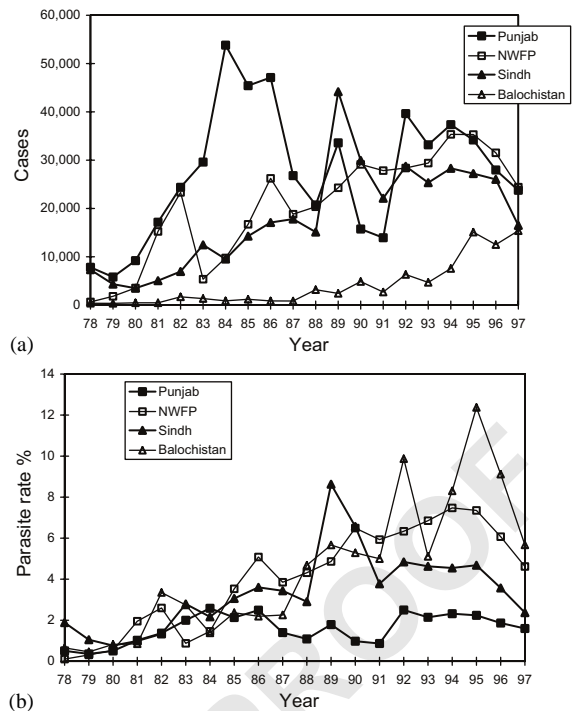 60,000
50,000
40,000
30,000
20,000
10,000
0
Cases
Punjab
NWFP
Sindh
Balochistan
78 79 80 81 82 83 84 85 86 87 88 89 90 91 92 93 94 95 96 97
(a)
Year
14
12
10
8
6
4
2
0
Parasite rate %
Punjab
NWFP
Sindh
Balochistan
78 79 80 81 82 83 84 85 86 87 88 89 90 91 92 93 94 95 96 97
(b)
Year
PROOF